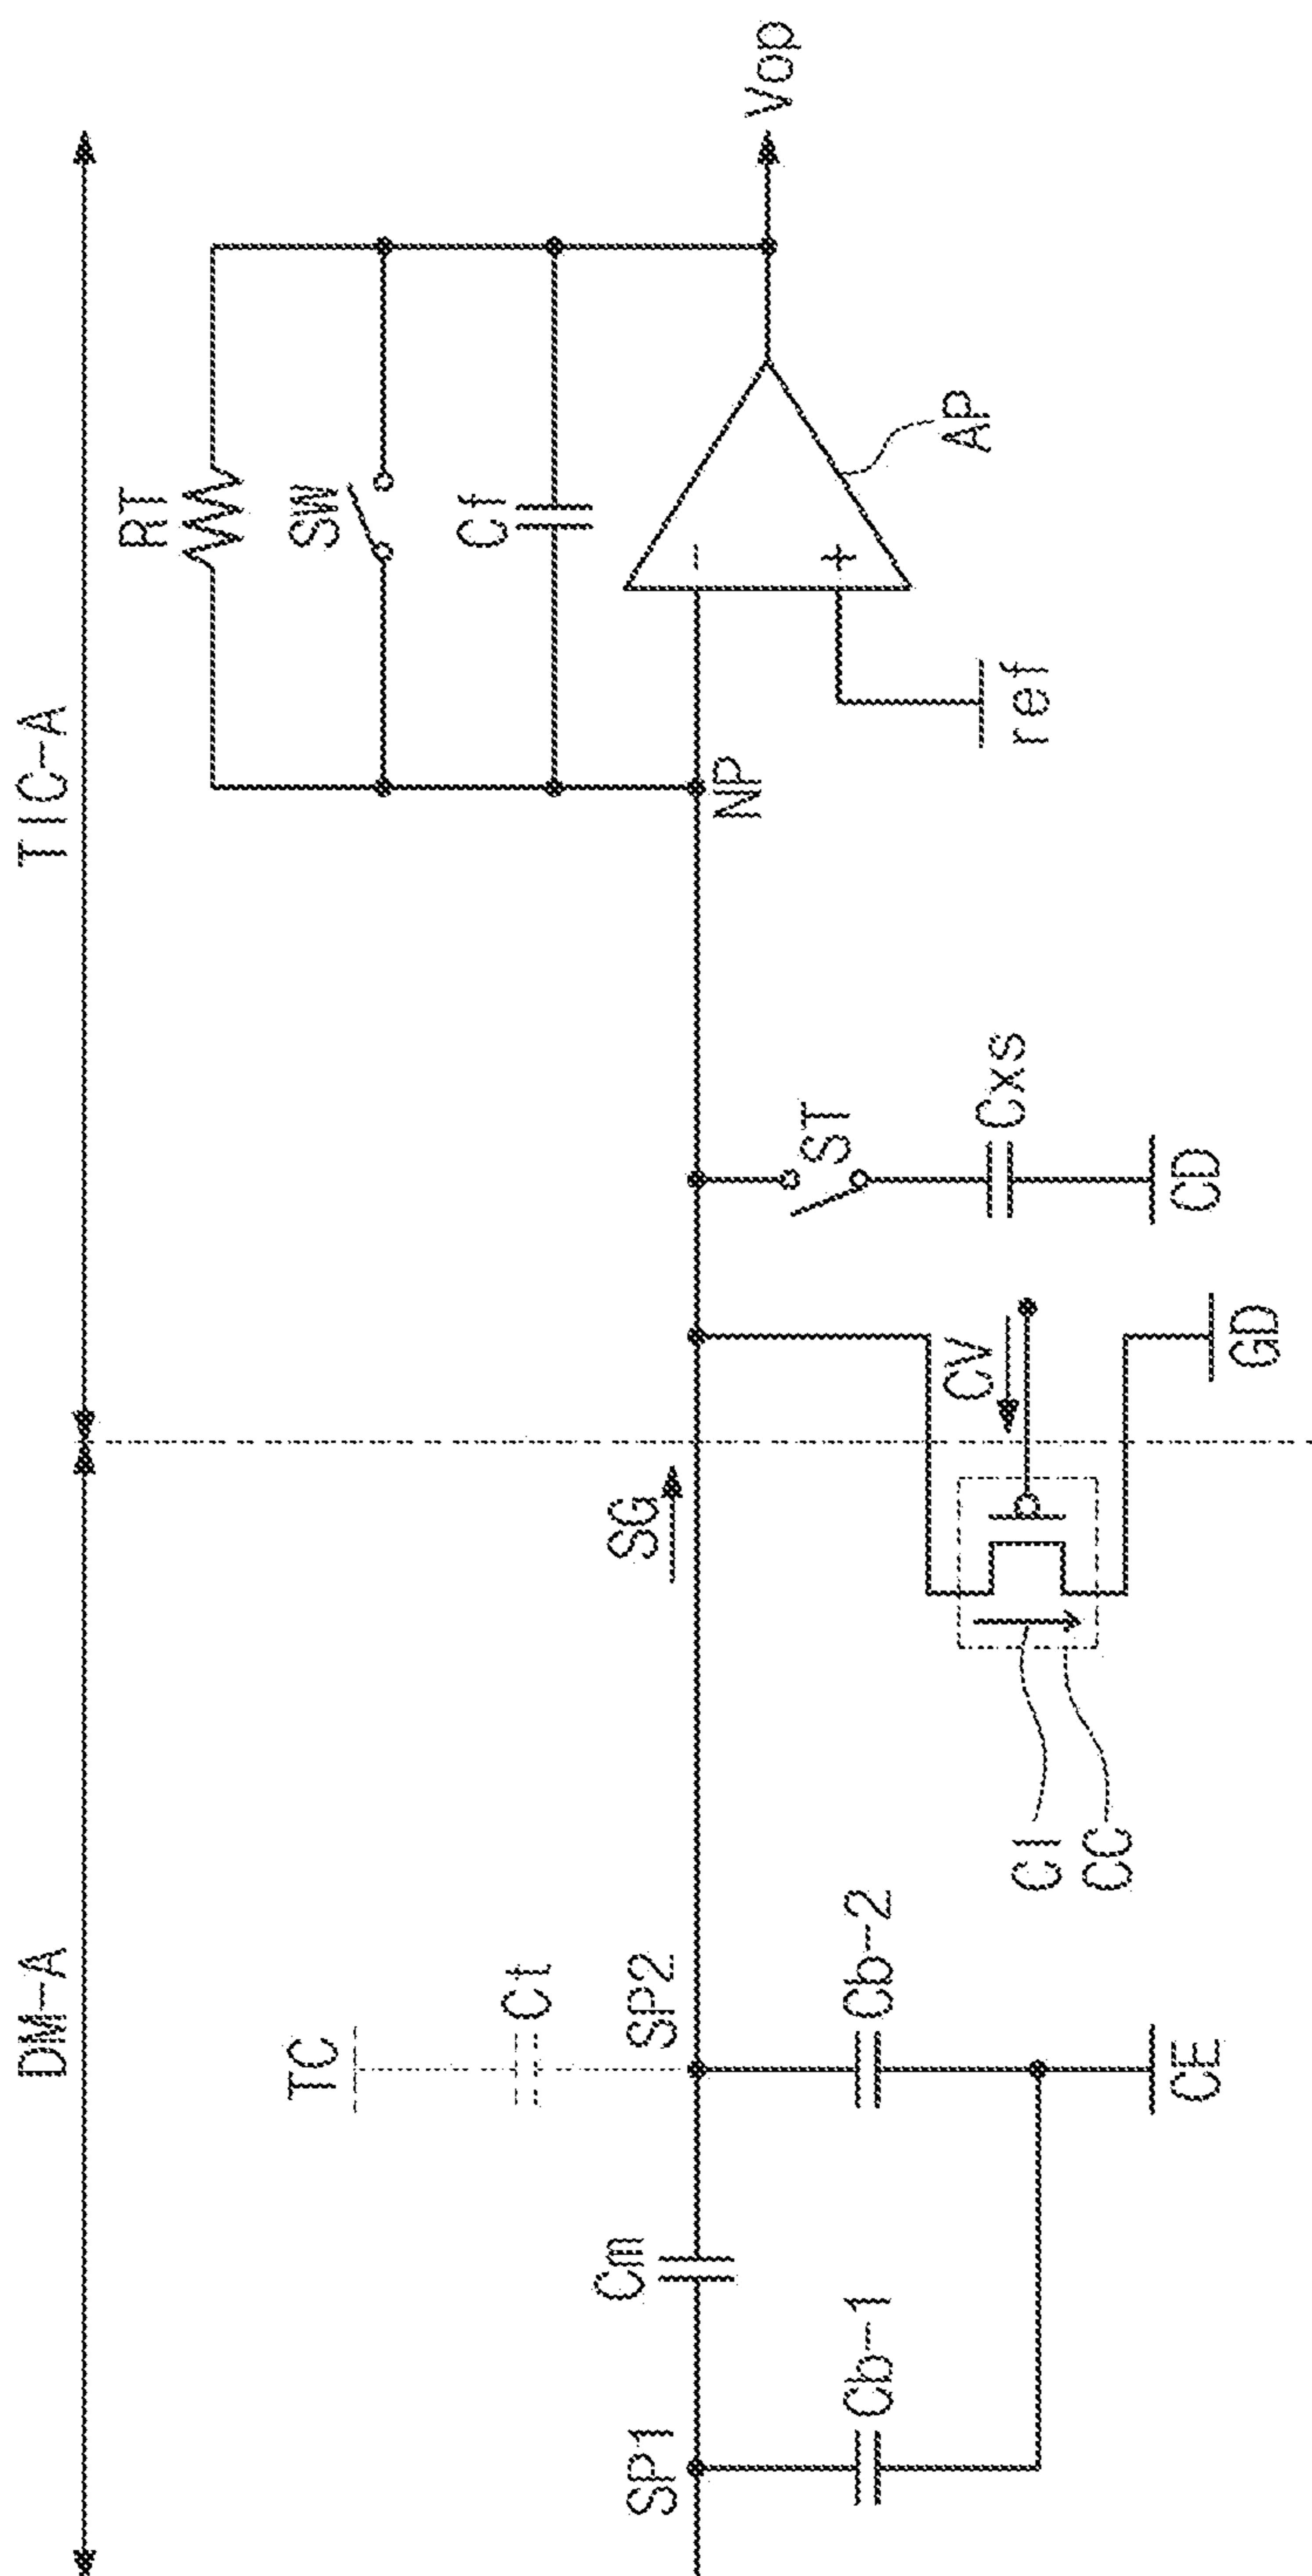 DM-A
TIC-A
TC
Ct
RT
SW
Cf
SP1
Cm
SP2
SG
NP
Vop
-
+
AP
ref
Cb-1
Cb-2
CE
CI
CC
CV
GD
ST
Cxs
CD